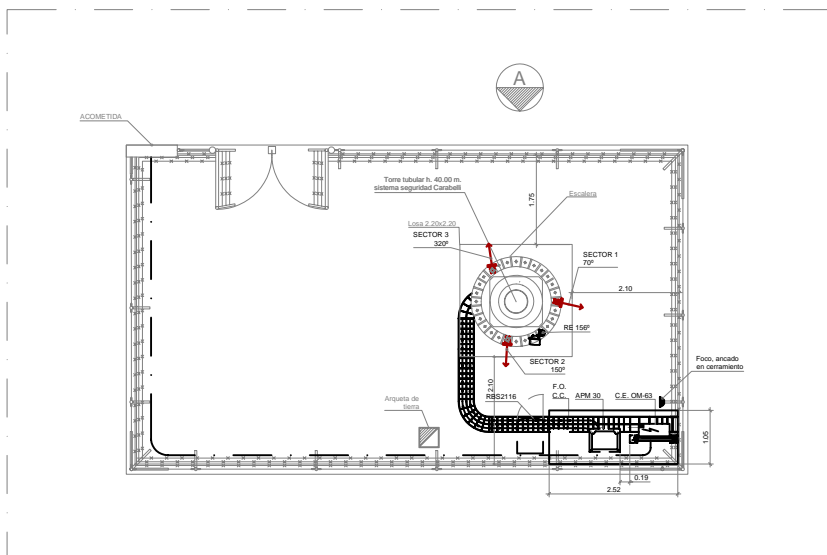 A
ACOMETIDA
Torre tubular h. 40.00 m.
sistema seguridad Carabelli
Escalera
1.75
Losa 2.20x2.20
SECTOR 3
320º
SECTOR 1
70º
2.10
RE 156º
SECTOR 2
150º
2.10
Foco, ancado
en cerramiento
Arqueta de
tierra
RBS2116
F.O.
C.C.
APM 30
C.E. OM-63
1.05
0.19
2.52